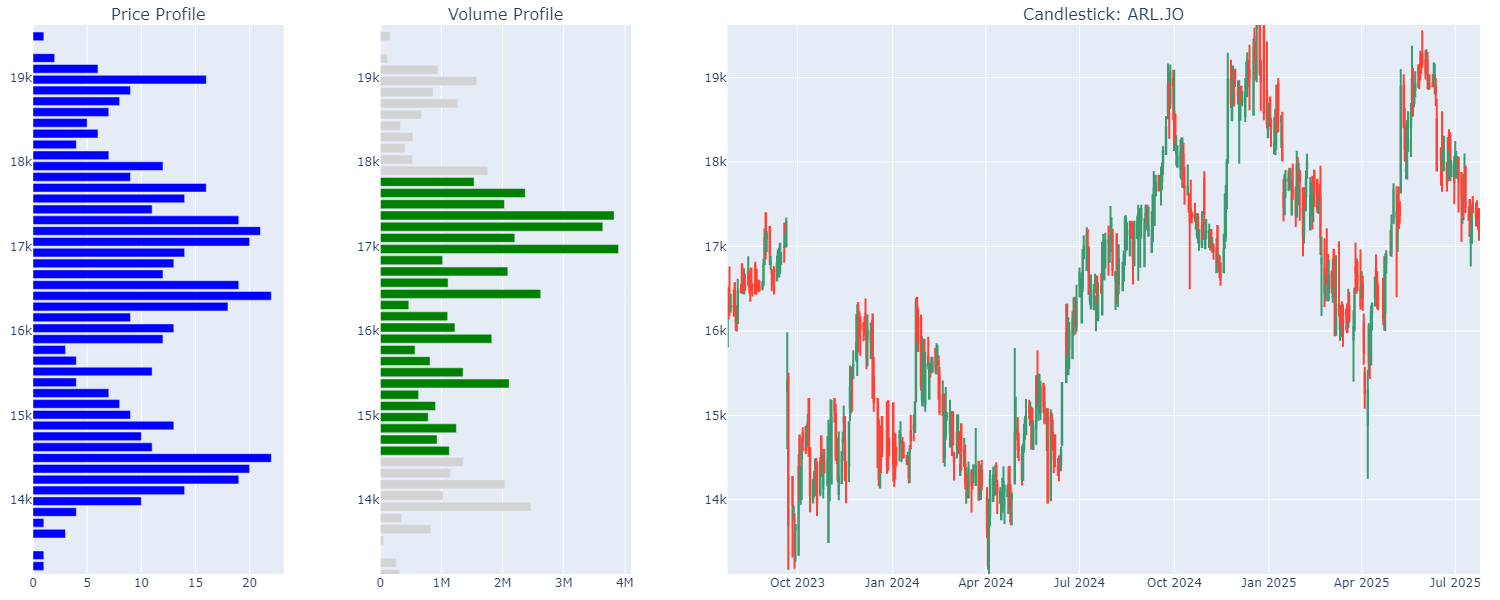 Price Profile
Volume Profile
Candlestick: ARL.JO
19k
18k
17k
16k
15k
14k
0
5
10
15
20
19k
18k
17k
16k
15k
14k
0
1M
2M
3M
4M
19k
18k
17k
16k
15k
14k
Oct 2023
Jan 2024
Apr 2024
Jul 2024
Oct 2024
Jan 2025
Apr 2025
Jul 2025